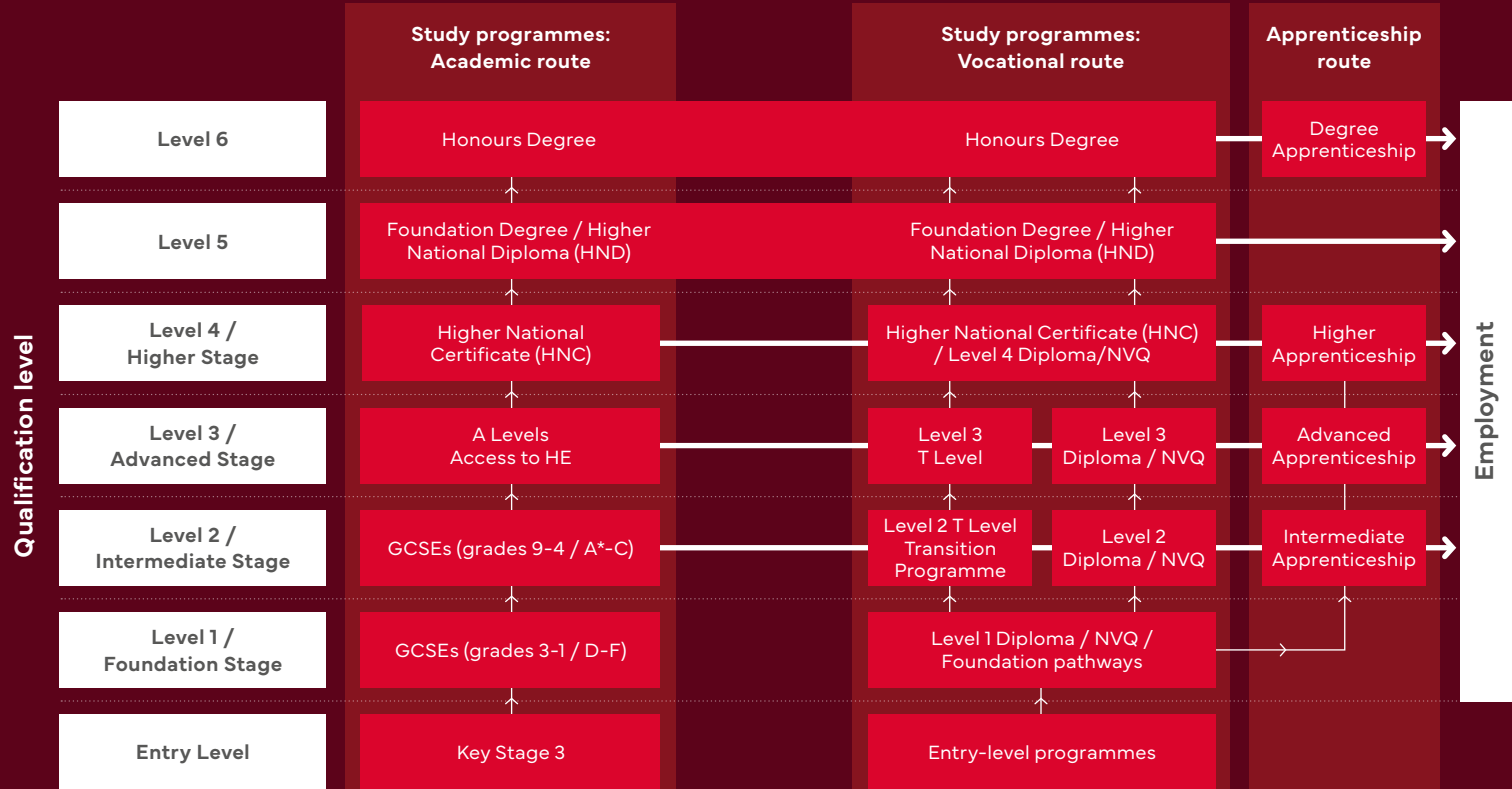 Study programmes:
Academic route
Study programmes:
Vocational route
Apprenticeship
route
Qualification level
Level 6
Honours Degree
Honours Degree
Degree
Apprenticeship
Level 5
Foundation Degree / Higher
National Diploma (HND)
Foundation Degree / Higher
National Diploma (HND)
Level 4 /
Higher Stage
Higher National
Certificate (HNC)
Higher National Certificate (HNC)
/ Level 4 Diploma/NVQ
Higher
Apprenticeship
Level 3 /
Advanced Stage
A Levels
Access to HE
Level 3
T Level
Level 3
Diploma / NVQ
Advanced
Apprenticeship
Level 2 /
Intermediate Stage
GCSEs (grades 9-4 / A*-C)
Level 2 T Level
Transition
Programme
Level 2
Diploma / NVQ
Intermediate
Apprenticeship
Level 1 /
Foundation Stage
GCSEs (grades 3-1 / D-F)
Level 1 Diploma / NVQ /
Foundation pathways
Entry Level
Key Stage 3
Entry-level programmes
Employment